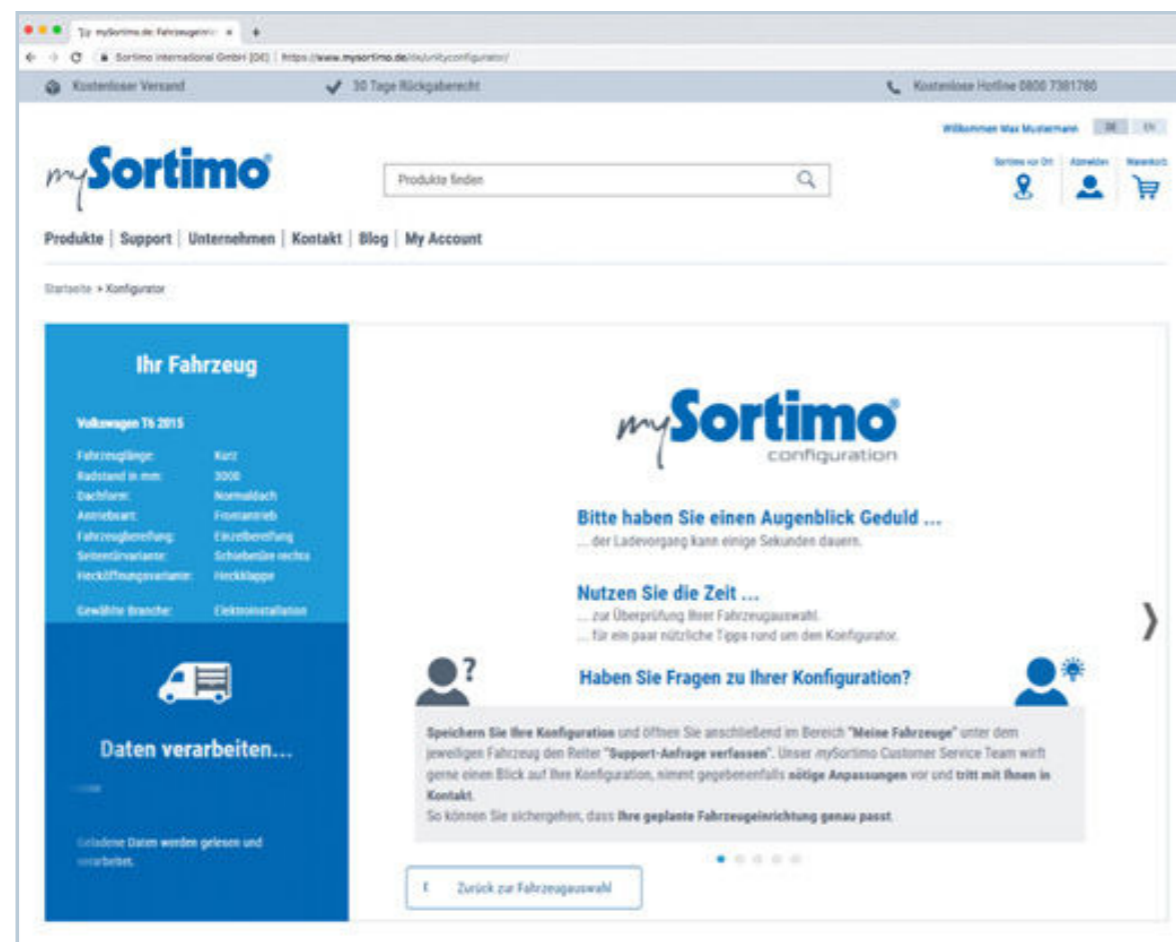 mySortimo.de: Fahrzeugein
Sortimo International GmbH [DE] | https://www.mysortimo.de/de/unityconfigurator/
Kostenloser Versand
30 Tage Rückgaberecht
Kostenlose Hotline 0800 7381780
Willkommen Max Mustermann
DE
EN
mySortimo®
Produkte finden
Sortimo vor Ort
Abmelden
Warenkorb
Produkte | Support | Unternehmen | Kontakt | Blog | My Account
Startseite > Konfigurator
Ihr Fahrzeug
Volkswagen T6 2015
Fahrzeuglänge: Kurz
Radstand in mm: 3000
Dachform: Normaldach
Antriebsart: Frontantrieb
Fahrzeugbereifung: Einzelbereifung
Seitentürvariante: Schiebetüre rechts
Hecköffnungsvariante: Heckklappe
Gewählte Branche: Elektroinstallation
Daten verarbeiten...
Geladene Daten werden gelesen und
verarbeitet.
mySortimo®
configuration
Bitte haben Sie einen Augenblick Geduld ...
... der Ladevorgang kann einige Sekunden dauern.
Nutzen Sie die Zeit ...
... zur Überprüfung Ihrer Fahrzeugauswahl.
... für ein paar nützliche Tipps rund um den Konfigurator.
?
Haben Sie Fragen zu Ihrer Konfiguration?
Speichern Sie Ihre Konfiguration und öffnen Sie anschließend im Bereich "Meine Fahrzeuge" unter dem
jeweiligen Fahrzeug den Reiter "Support-Anfrage verfassen". Unser mySortimo Customer Service Team wirft
gerne einen Blick auf Ihre Konfiguration, nimmt gegebenenfalls nötige Anpassungen vor und tritt mit Ihnen in
Kontakt.
So können Sie sichergehen, dass Ihre geplante Fahrzeugeinrichtung genau passt.
Zurück zur Fahrzeugauswahl